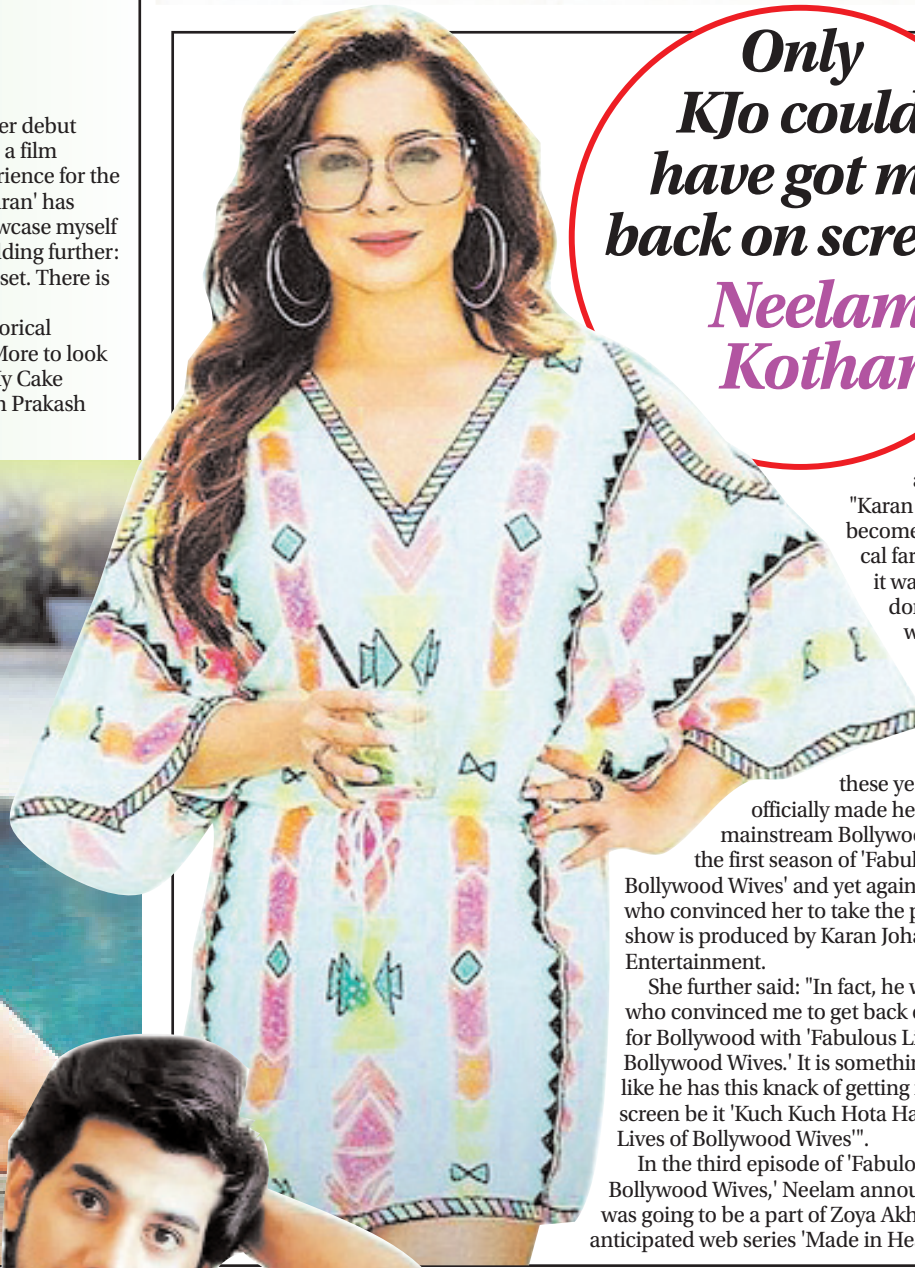 er debut
a film
rience for the
aran' has
wcase myself
lding further:
set. There is
orical
More to look
y Cake
n Prakash
Only
KJo could
have got m
back on scre
Neelam
Kothar
"Karan
become
cal far
it wa
dor
w
these ye
officially made he
mainstream Bollywoo
the first season of 'Fabul
Bollywood Wives' and yet again
who convinced her to take the p
show is produced by Karan Joha
Entertainment.
She further said: "In fact, he w
who convinced me to get back o
for Bollywood with 'Fabulous Li
Bollywood Wives.' It is somethin
like he has this knack of getting
screen be it 'Kuch Kuch Hota Ha
Lives of Bollywood Wives'".
In the third episode of 'Fabulo
Bollywood Wives,' Neelam annou
was going to be a part of Zoya Akh
anticipated web series 'Made in He